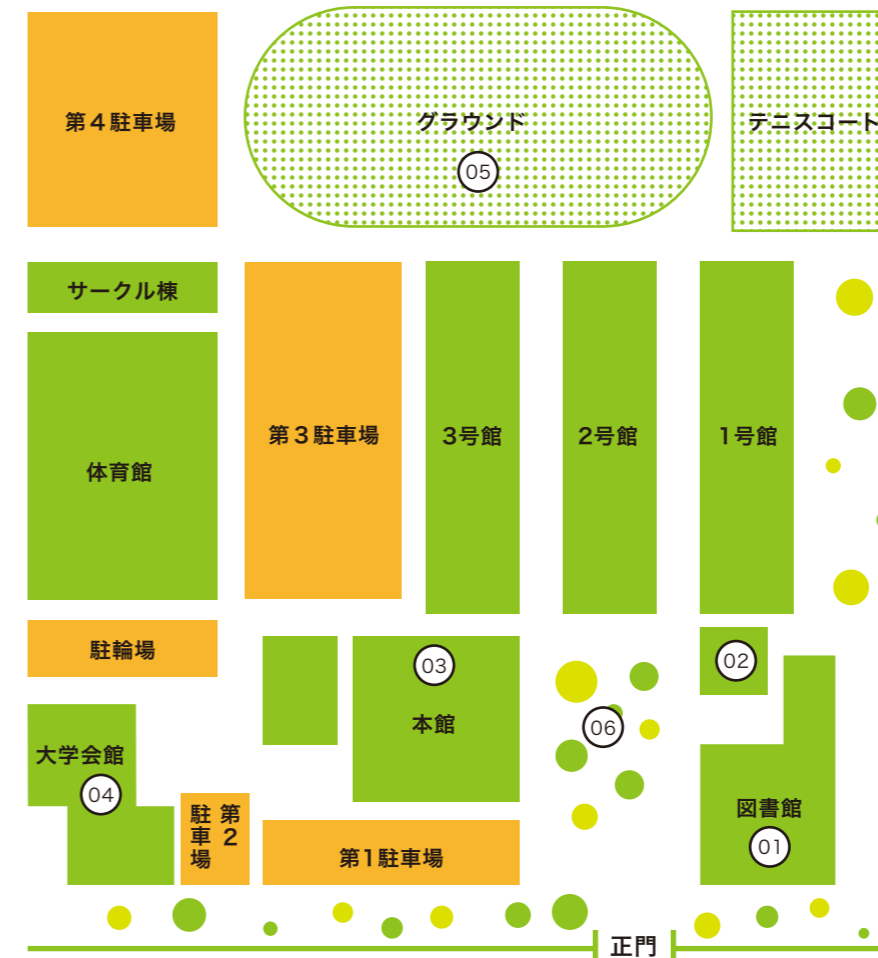 第４駐車場
グラウンド
05
テニスコート
サークル棟
体育館
第３駐車場
3号館
2号館
1号館
駐輪場
03
本館
02
06
大学会館
04
第2
駐車場
第1駐車場
図書館
01
正門